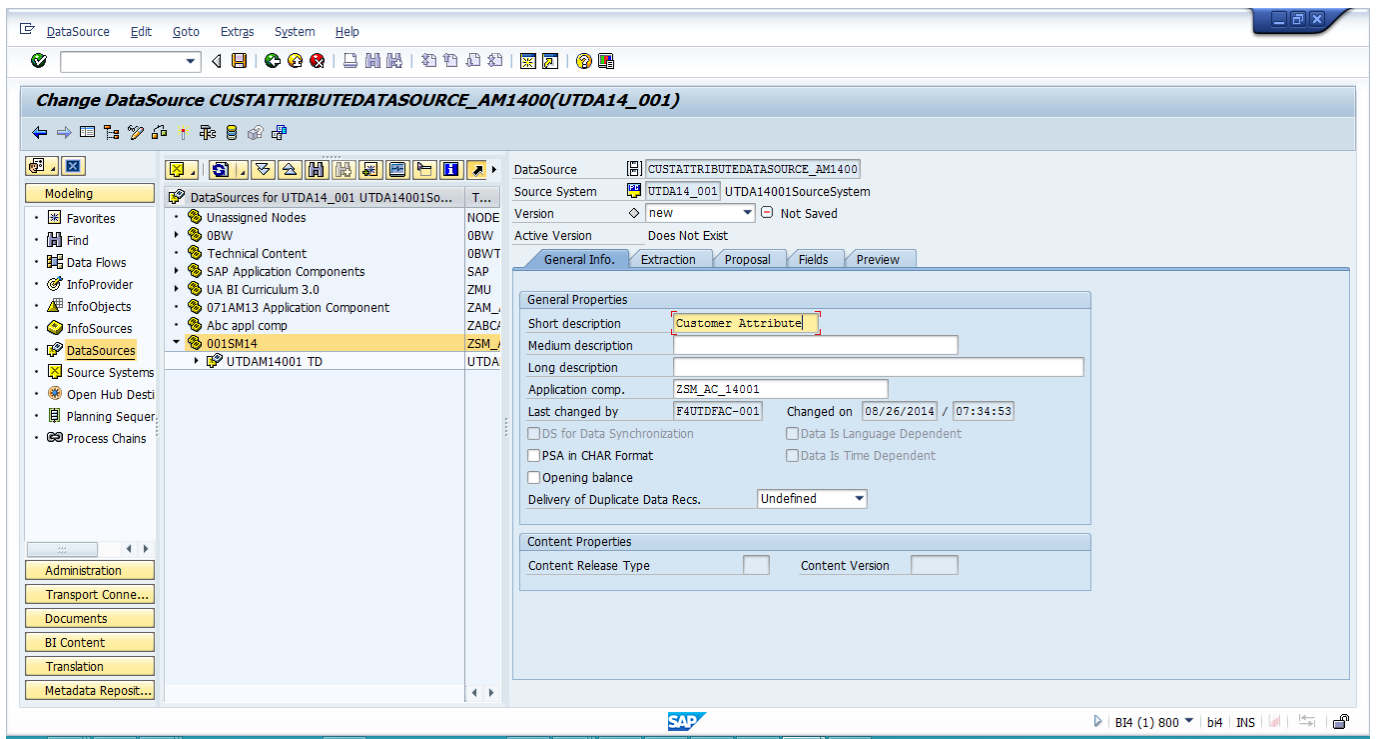 DataSource Edit Goto Extras System Help
Change DataSource CUSTATTRIBUTEDATASOURCE_AM1400(UTDA14_001)
Modeling
Favorites
Find
Data Flows
InfoProvider
InfoObjects
InfoSources
DataSources
Source Systems
Open Hub Desti
Planning Sequer
Process Chains
Administration
Transport Conne...
Documents
BI Content
Translation
Metadata Reposit...
DataSources for UTDA14_001 UTDA14001So... T...
Unassigned Nodes NODE
0BW 0BW
Technical Content 0BWT
SAP Application Components SAP
UA BI Curriculum 3.0 ZMU
071AM13 Application Component ZAM_
Abc appl comp ZABCA
001SM14 ZSM_
UTDAM14001 TD UTDA
DataSource CUSTATTRIBUTEDATASOURCE_AM1400
Source System UTDA14_001 UTDA14001SourceSystem
Version new Not Saved
Active Version Does Not Exist
General Info. Extraction Proposal Fields Preview
General Properties
Short description Customer Attribute
Medium description
Long description
Application comp. ZSM_AC_14001
Last changed by F4UTDFAC-001 Changed on 08/26/2014 / 07:34:53
DS for Data Synchronization Data Is Language Dependent
PSA in CHAR Format Data Is Time Dependent
Opening balance
Delivery of Duplicate Data Recs. Undefined
Content Properties
Content Release Type Content Version
SAP
BI4 (1) 800 bi4 INS